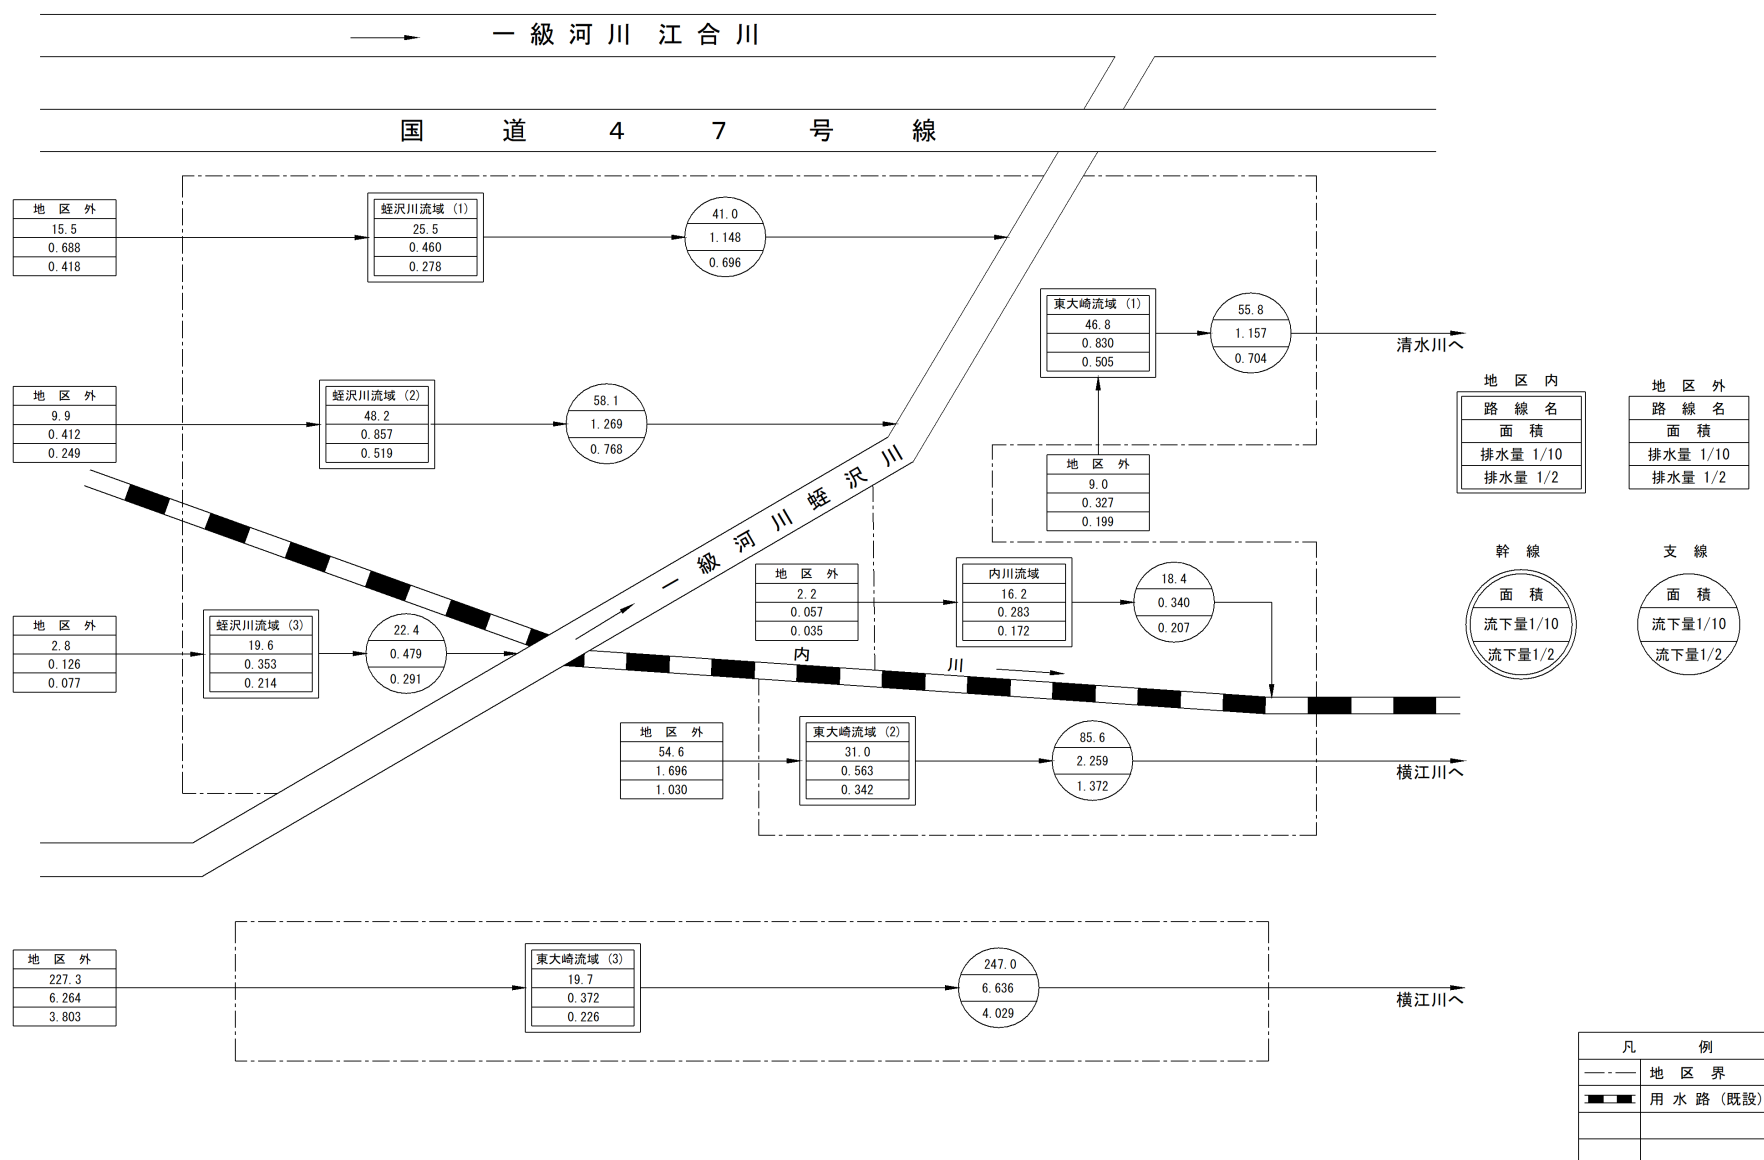 一級河川 江合川
国道47号線
地区外
15.5
0.688
0.418
蛭沢川流域(1)
25.5
0.460
0.278
41.0
1.148
0.696
東大崎流域(1)
46.8
0.830
0.505
55.8
1.157
0.704
清水川へ
地区外
9.9
0.412
0.249
蛭沢川流域(2)
48.2
0.857
0.519
58.1
1.269
0.768
地区外
9.0
0.327
0.199
地区内
路線名
面積
排水量 1/10
排水量 1/2
地区外
路線名
面積
排水量 1/10
排水量 1/2
一級河川蛭沢川
幹線
面積
流下量1/10
流下量1/2
支線
面積
流下量1/10
流下量1/2
地区外
2.2
0.057
0.035
内川流域
16.2
0.283
0.172
18.4
0.340
0.207
地区外
2.8
0.126
0.077
蛭沢川流域(3)
19.6
0.353
0.214
22.4
0.479
0.291
内川
地区外
54.6
1.696
1.030
東大崎流域(2)
31.0
0.563
0.342
85.6
2.259
1.372
横江川へ
地区外
227.3
6.264
3.803
東大崎流域(3)
19.7
0.372
0.226
247.0
6.636
4.029
横江川へ
凡例
地区界
用水路(既設)